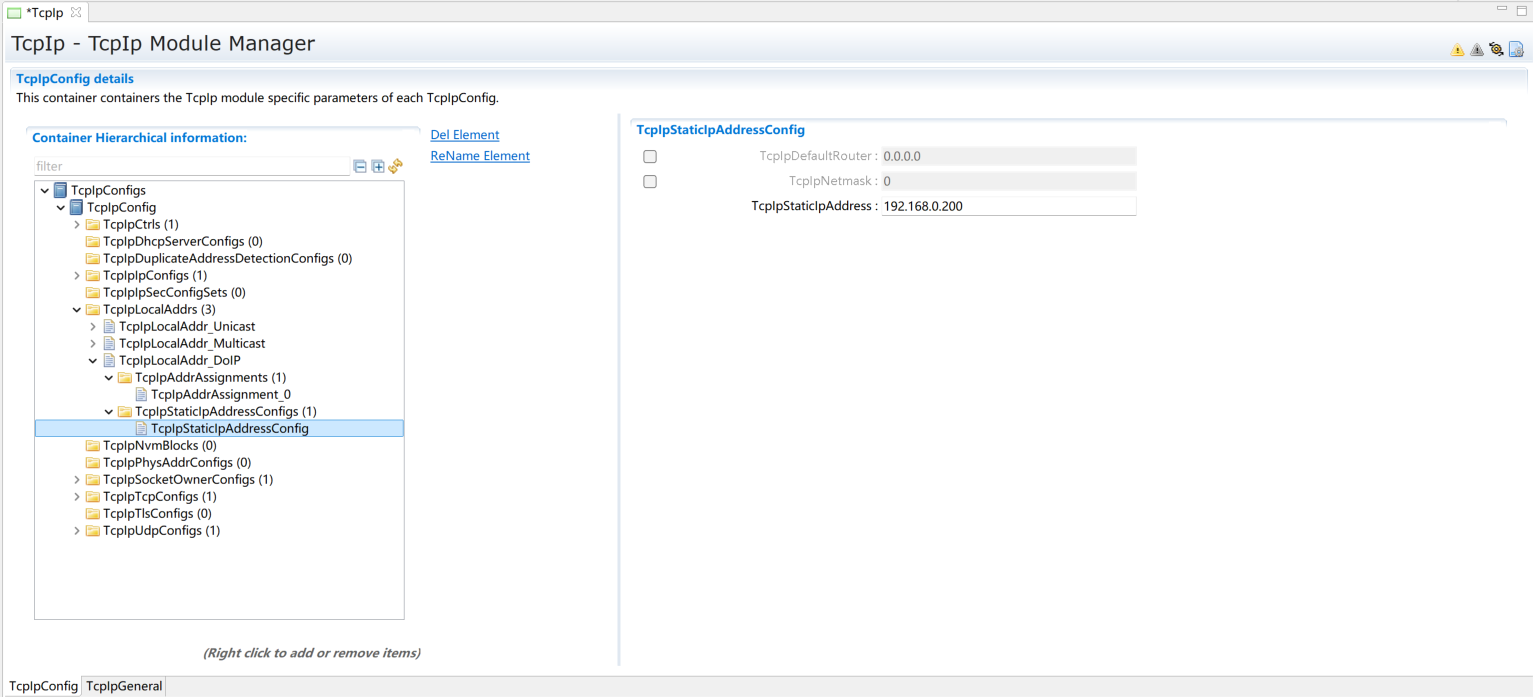 *TcpIp
TcpIp - TcpIp Module Manager
TcpIpConfig details
This container containers the TcpIp module specific parameters of each TcpIpConfig.
Container Hierarchical information:
filter
TcpIpConfigs
TcpIpConfig
TcpIpCtrls (1)
TcpIpDhcpServerConfigs (0)
TcpIpDuplicateAddressDetectionConfigs (0)
TcpIpIpConfigs (1)
TcpIpIpSecConfigSets (0)
TcpIpLocalAddrs (3)
TcpIpLocalAddr_Unicast
TcpIpLocalAddr_Multicast
TcpIpLocalAddr_DoIP
TcpIpAddrAssignments (1)
TcpIpAddrAssignment_0
TcpIpStaticIpAddressConfigs (1)
TcpIpStaticIpAddressConfig
TcpIpNvmBlocks (0)
TcpIpPhysAddrConfigs (0)
TcpIpSocketOwnerConfigs (1)
TcpIpTcpConfigs (1)
TcpIpTlsConfigs (0)
TcpIpUdpConfigs (1)
(Right click to add or remove items)
Del Element
ReName Element
TcpIpStaticIpAddressConfig
TcpIpDefaultRouter : 0.0.0.0
TcpIpNetmask : 0
TcpIpStaticIpAddress : 192.168.0.200
TcpIpConfig TcpIpGeneral